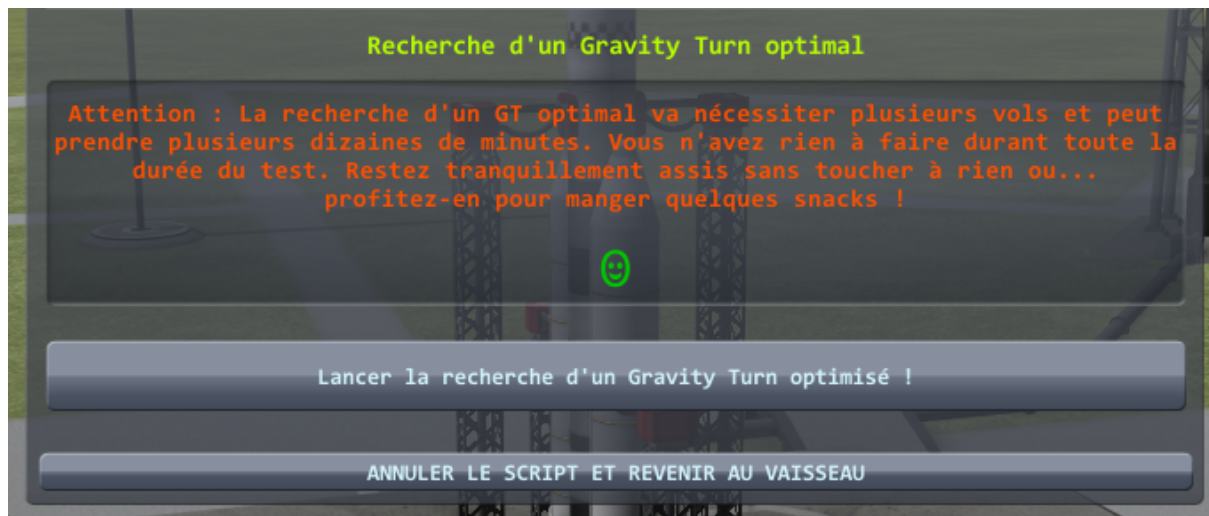 Recherche d'un Gravity Turn optimal
Attention : La recherche d'un GT optimal va nécessiter plusieurs vols et peut
prendre plusieurs dizaines de minutes. Vous n'avez rien à faire durant toute la
durée du test. Restez tranquillement assis sans toucher à rien ou...
profitez-en pour manger quelques snacks !
Lancer la recherche d'un Gravity Turn optimisé !
ANNULER LE SCRIPT ET REVENIR AU VAISSEAU